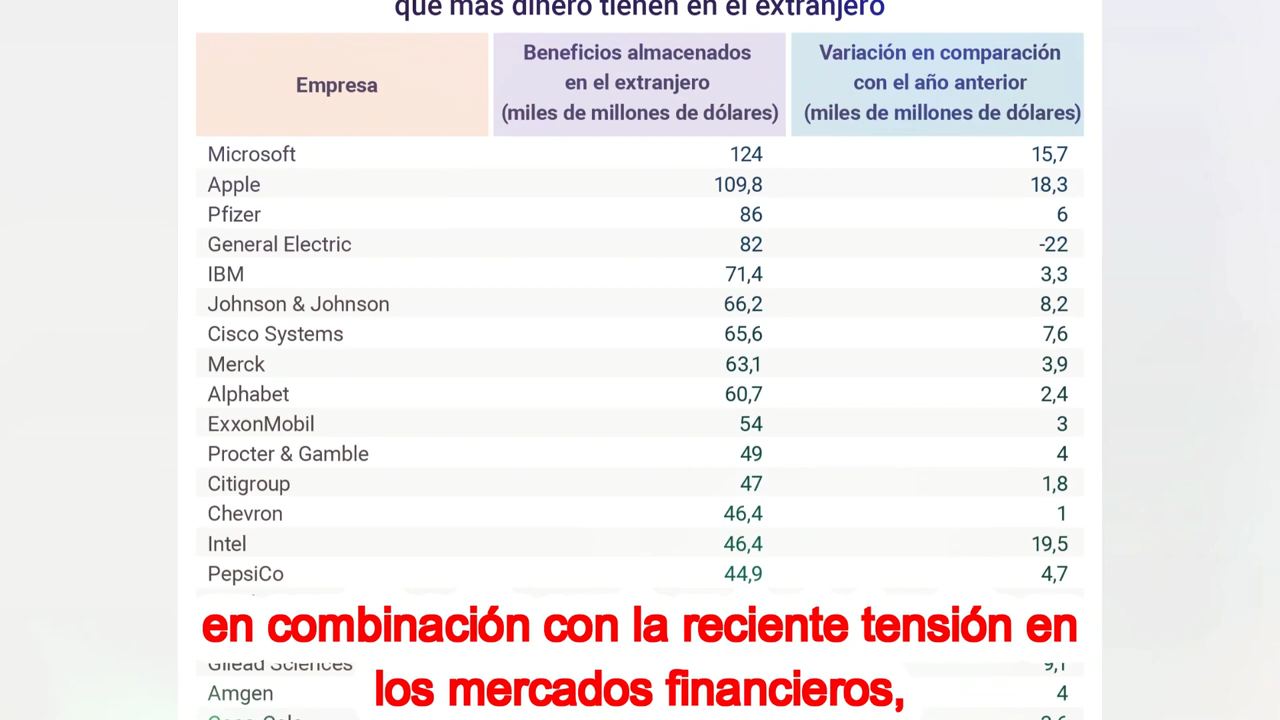 que más dinero tienen en el extranjero
Empresa
Beneficios almacenados
en el extranjero
(miles de millones de dólares)
Variación en comparación
con el año anterior
(miles de millones de dólares)
Microsoft 124 15,7
Apple 109,8 18,3
Pfizer 86 6
General Electric 82 -22
IBM 71,4 3,3
Johnson & Johnson 66,2 8,2
Cisco Systems 65,6 7,6
Merck 63,1 3,9
Alphabet 60,7 2,4
ExxonMobil 54 3
Procter & Gamble 49 4
Citigroup 47 1,8
Chevron 46,4 1
Intel 46,4 19,5
PepsiCo 44,9 4,7
en combinación con la reciente tensión en
Gilead Sciences 9,1
los mercados financieros,
Amgen 4